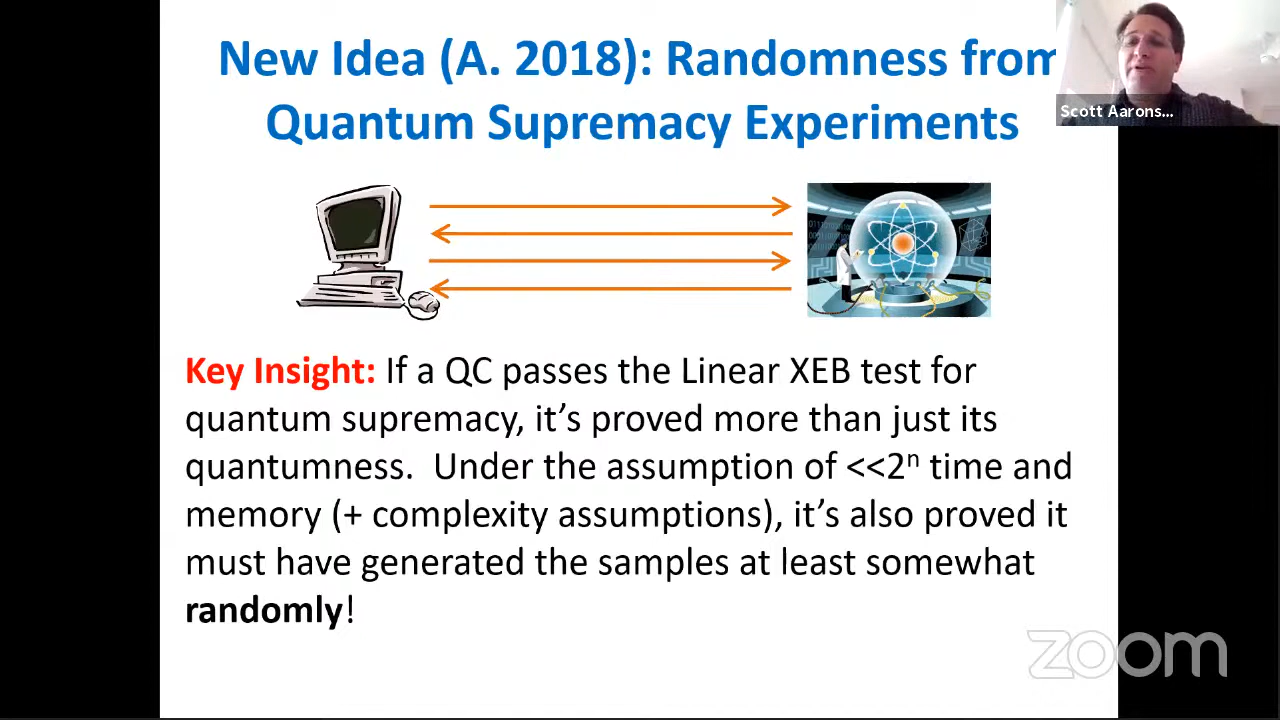 New Idea (A. 2018): Randomness from
Quantum Supremacy Experiments
Scott Aarons...
Key Insight: If a QC passes the Linear XEB test for
quantum supremacy, it's proved more than just its
quantumness. Under the assumption of <<2ⁿ time and
memory (+ complexity assumptions), it's also proved it
must have generated the samples at least somewhat
randomly!
zoom